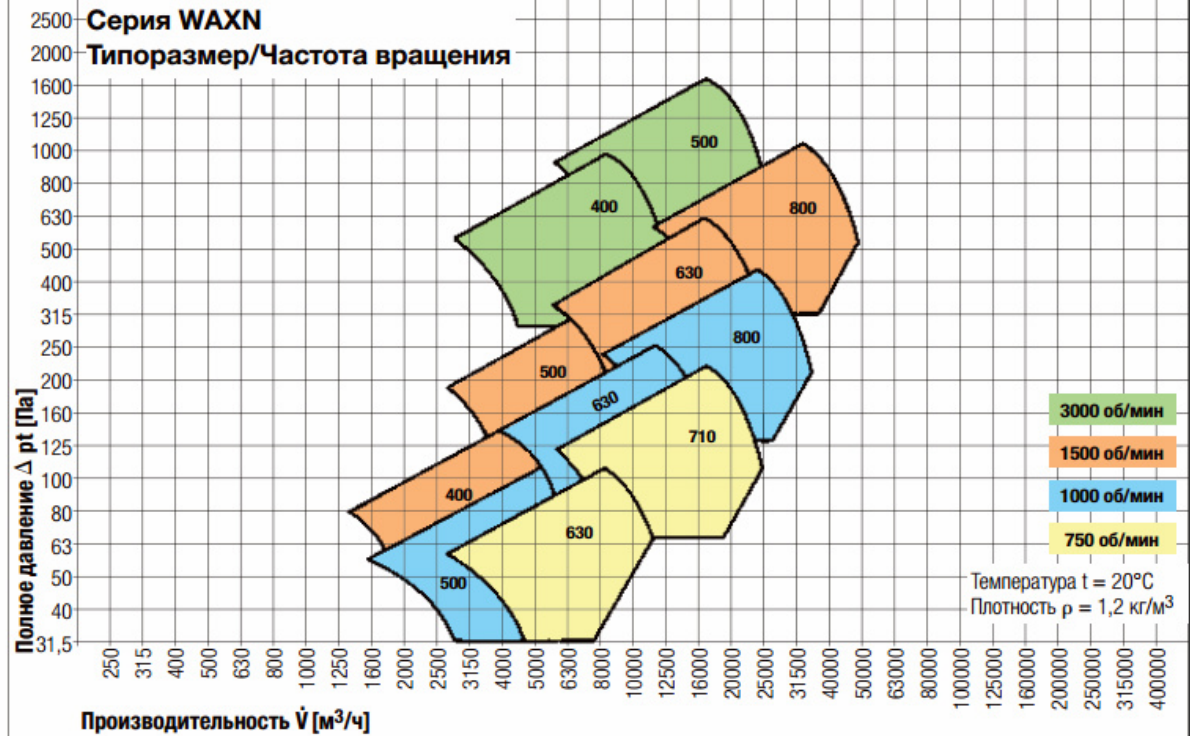 Серия WAXN
Типоразмер/Частота вращения
2500
2000
1600
1250
1000
800
630
500
400
315
250
200
160
125
100
80
63
50
40
31,5
Полное давление Δ pt [Па]
500
400
800
630
800
500
630
710
400
630
500
3000 об/мин
1500 об/мин
1000 об/мин
750 об/мин
Температура t = 20°C
Плотность ρ = 1,2 кг/м³
250 315 400 500 630 800 1000 1250 1600 2000 2500 3150 4000 5000 6300 8000 10000 12500 16000 20000 25000 31500 40000 50000 63000 80000 100000 125000 160000 200000 250000 315000 400000
Производительность V̇ [м³/ч]